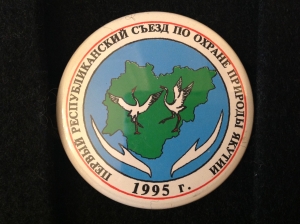 ПЕРВЫЙ РЕСПУБЛИКАНСКИЙ СЪЕЗД ПО ОХРАНЕ ПРИРОДЫ ЯКУТИИ
1995 г.